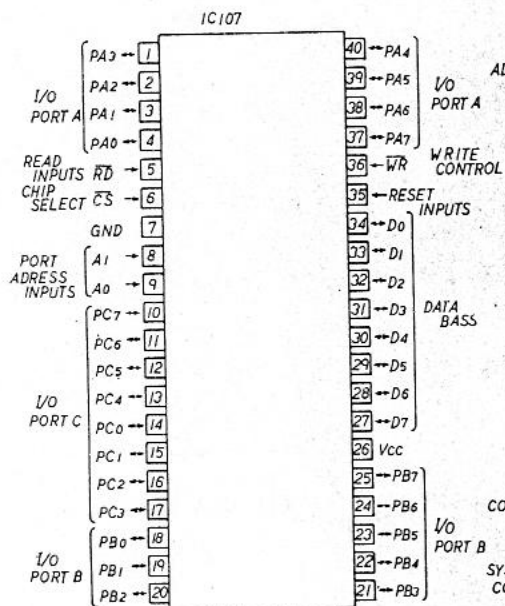 IC107
PA3 1
PA2 2
PA1 3
PA0 4
I/O
PORT A
READ
INPUTS RD 5
CHIP
SELECT CS 6
GND 7
A1 8
A0 9
PORT
ADRESS
INPUTS
PC7 10
PC6 11
PC5 12
PC4 13
PC0 14
PC1 15
PC2 16
PC3 17
I/O
PORT C
PB0 18
PB1 19
PB2 20
I/O
PORT B
40 PA4
39 PA5
38 PA6
37 PA7
I/O
PORT A
36 WR
WRITE
CONTROL
35 RESET
INPUTS
34 D0
33 D1
32 D2
31 D3
30 D4
29 D5
28 D6
27 D7
DATA
BASS
26 Vcc
25 PB7
24 PB6
23 PB5
22 PB4
21 PB3
I/O
PORT B